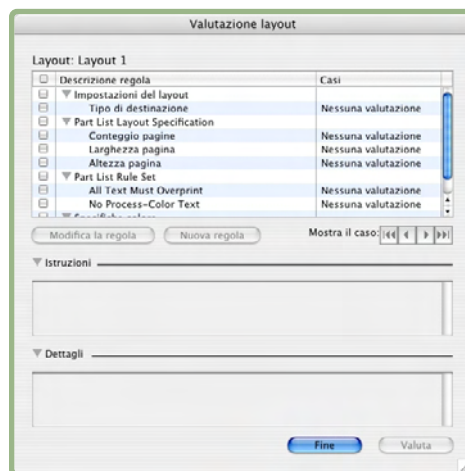 Valutazione layout
Layout: Layout 1
Descrizione regola Casi
Impostazioni del layout
Tipo di destinazione Nessuna valutazione
Part List Layout Specification
Conteggio pagine Nessuna valutazione
Larghezza pagina Nessuna valutazione
Altezza pagina Nessuna valutazione
Part List Rule Set
All Text Must Overprint Nessuna valutazione
No Process-Color Text Nessuna valutazione
Modifica la regola Nuova regola Mostra il caso:
Istruzioni
Dettagli
Fine Valuta